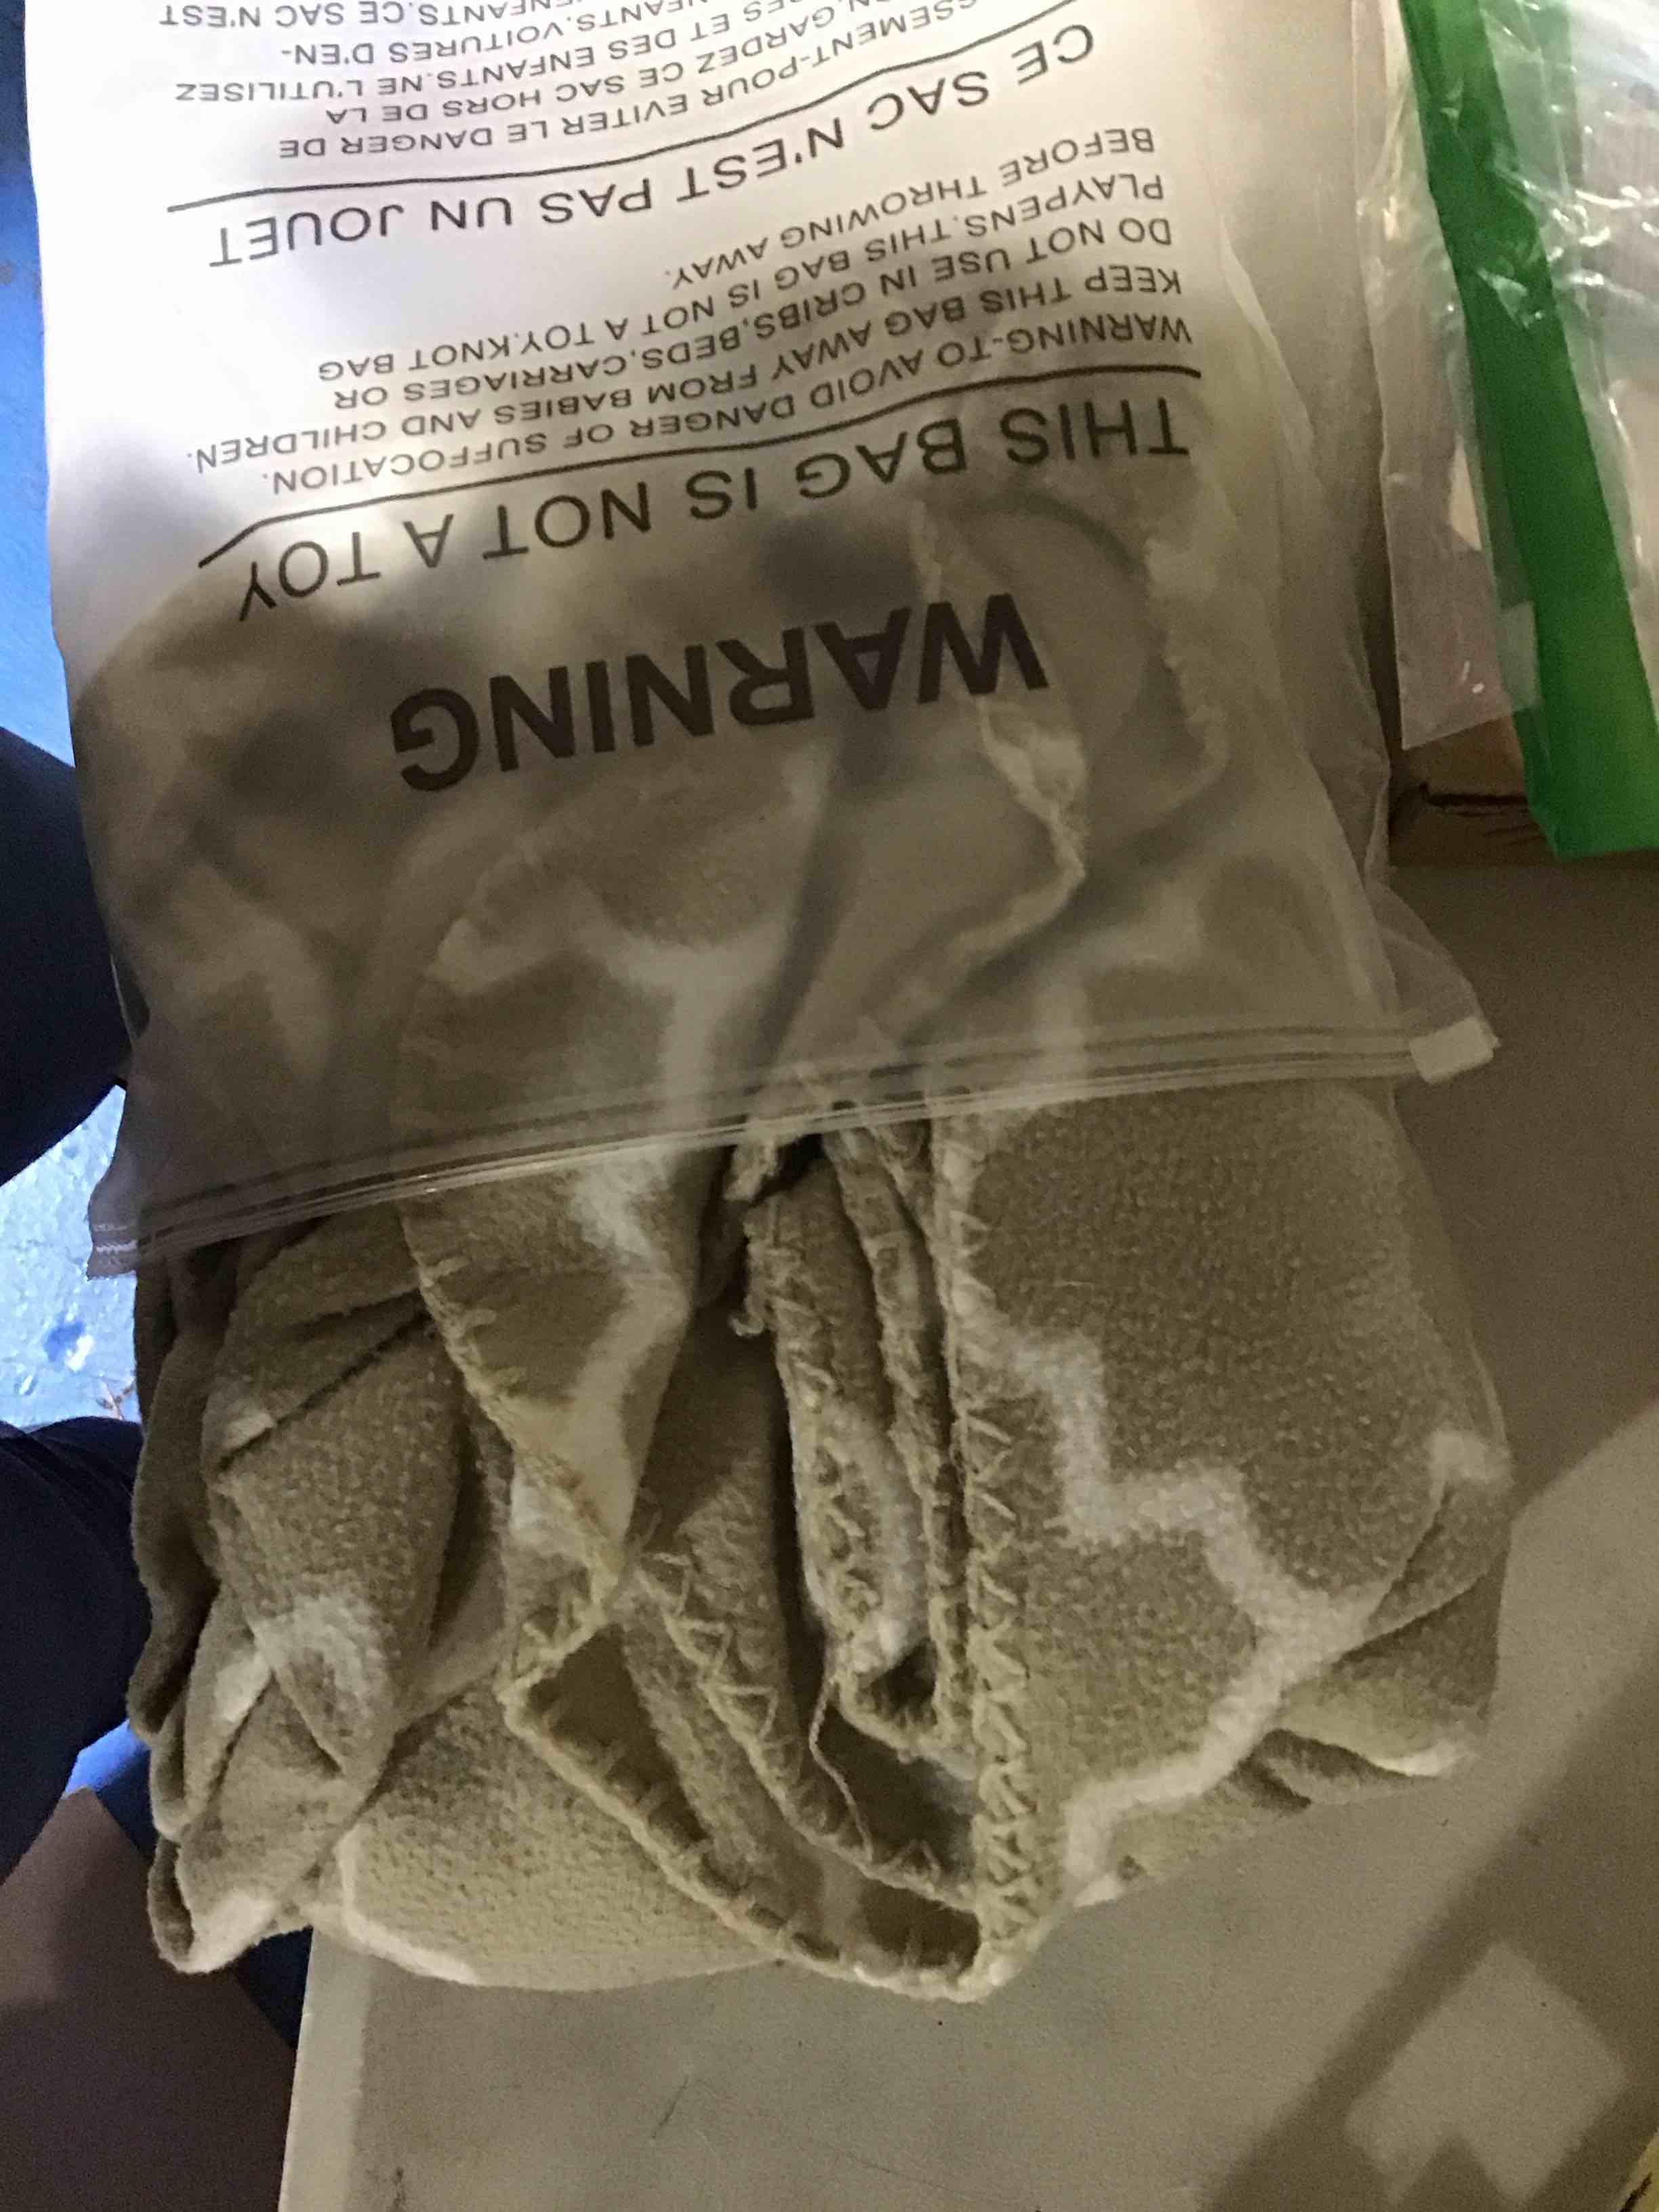 WARNING
THIS BAG IS NOT A TOY
WARNING-TO AVOID DANGER OF SUFFOCATION.
KEEP THIS BAG AWAY FROM BABIES AND CHILDREN.
DO NOT USE IN CRIBS,BEDS,CARRIAGES OR
PLAYPENS.THIS BAG IS NOT A TOY.KNOT BAG
BEFORE THROWING AWAY.
CE SAC N'EST PAS UN JOUET
SEMENT-POUR EVITER LE DANGER DE
GARDEZ CE SAC HORS DE LA
ES ET DES ENFANTS.NE L'UTILISEZ
VOITURES D'EN-
CE SAC N'EST